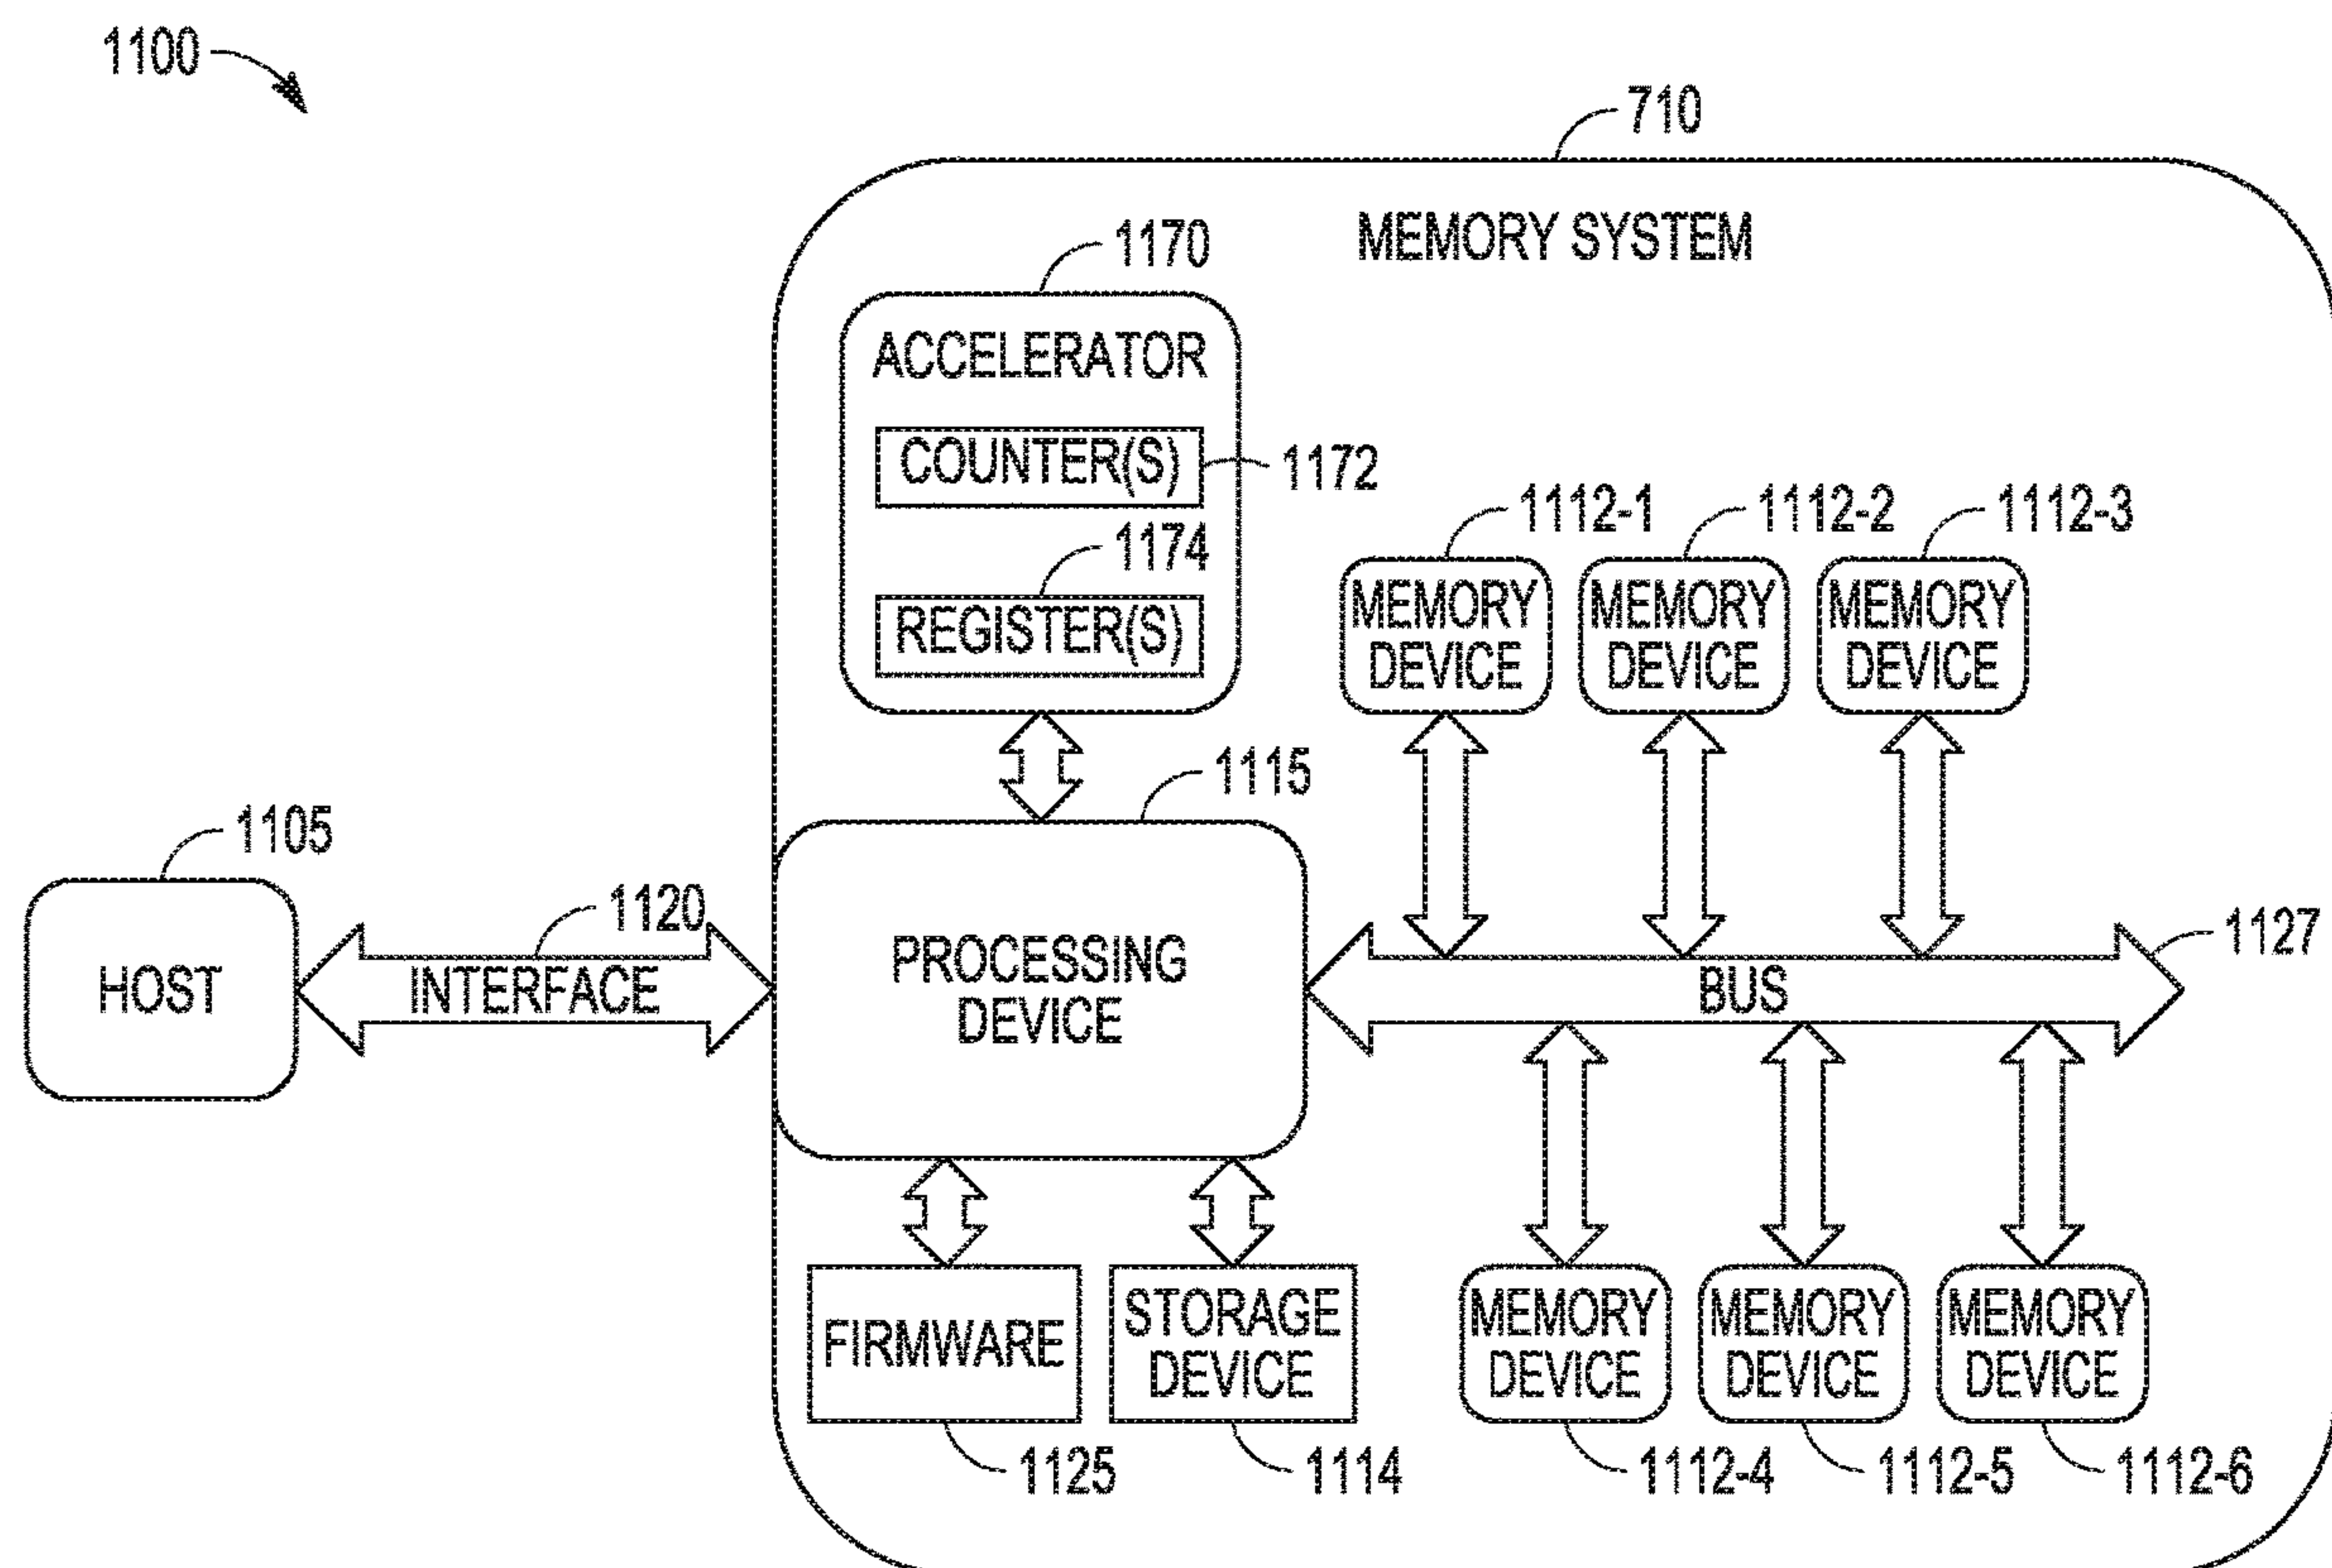 1100
710
MEMORY SYSTEM
1170
ACCELERATOR
COUNTER(S)
1172
1174
REGISTER(S)
1112-1
1112-2
1112-3
MEMORY
DEVICE
MEMORY
DEVICE
MEMORY
DEVICE
1115
1105
HOST
1120
INTERFACE
PROCESSING
DEVICE
1127
BUS
FIRMWARE
1125
STORAGE
DEVICE
1114
MEMORY
DEVICE
1112-4
MEMORY
DEVICE
1112-5
MEMORY
DEVICE
1112-6